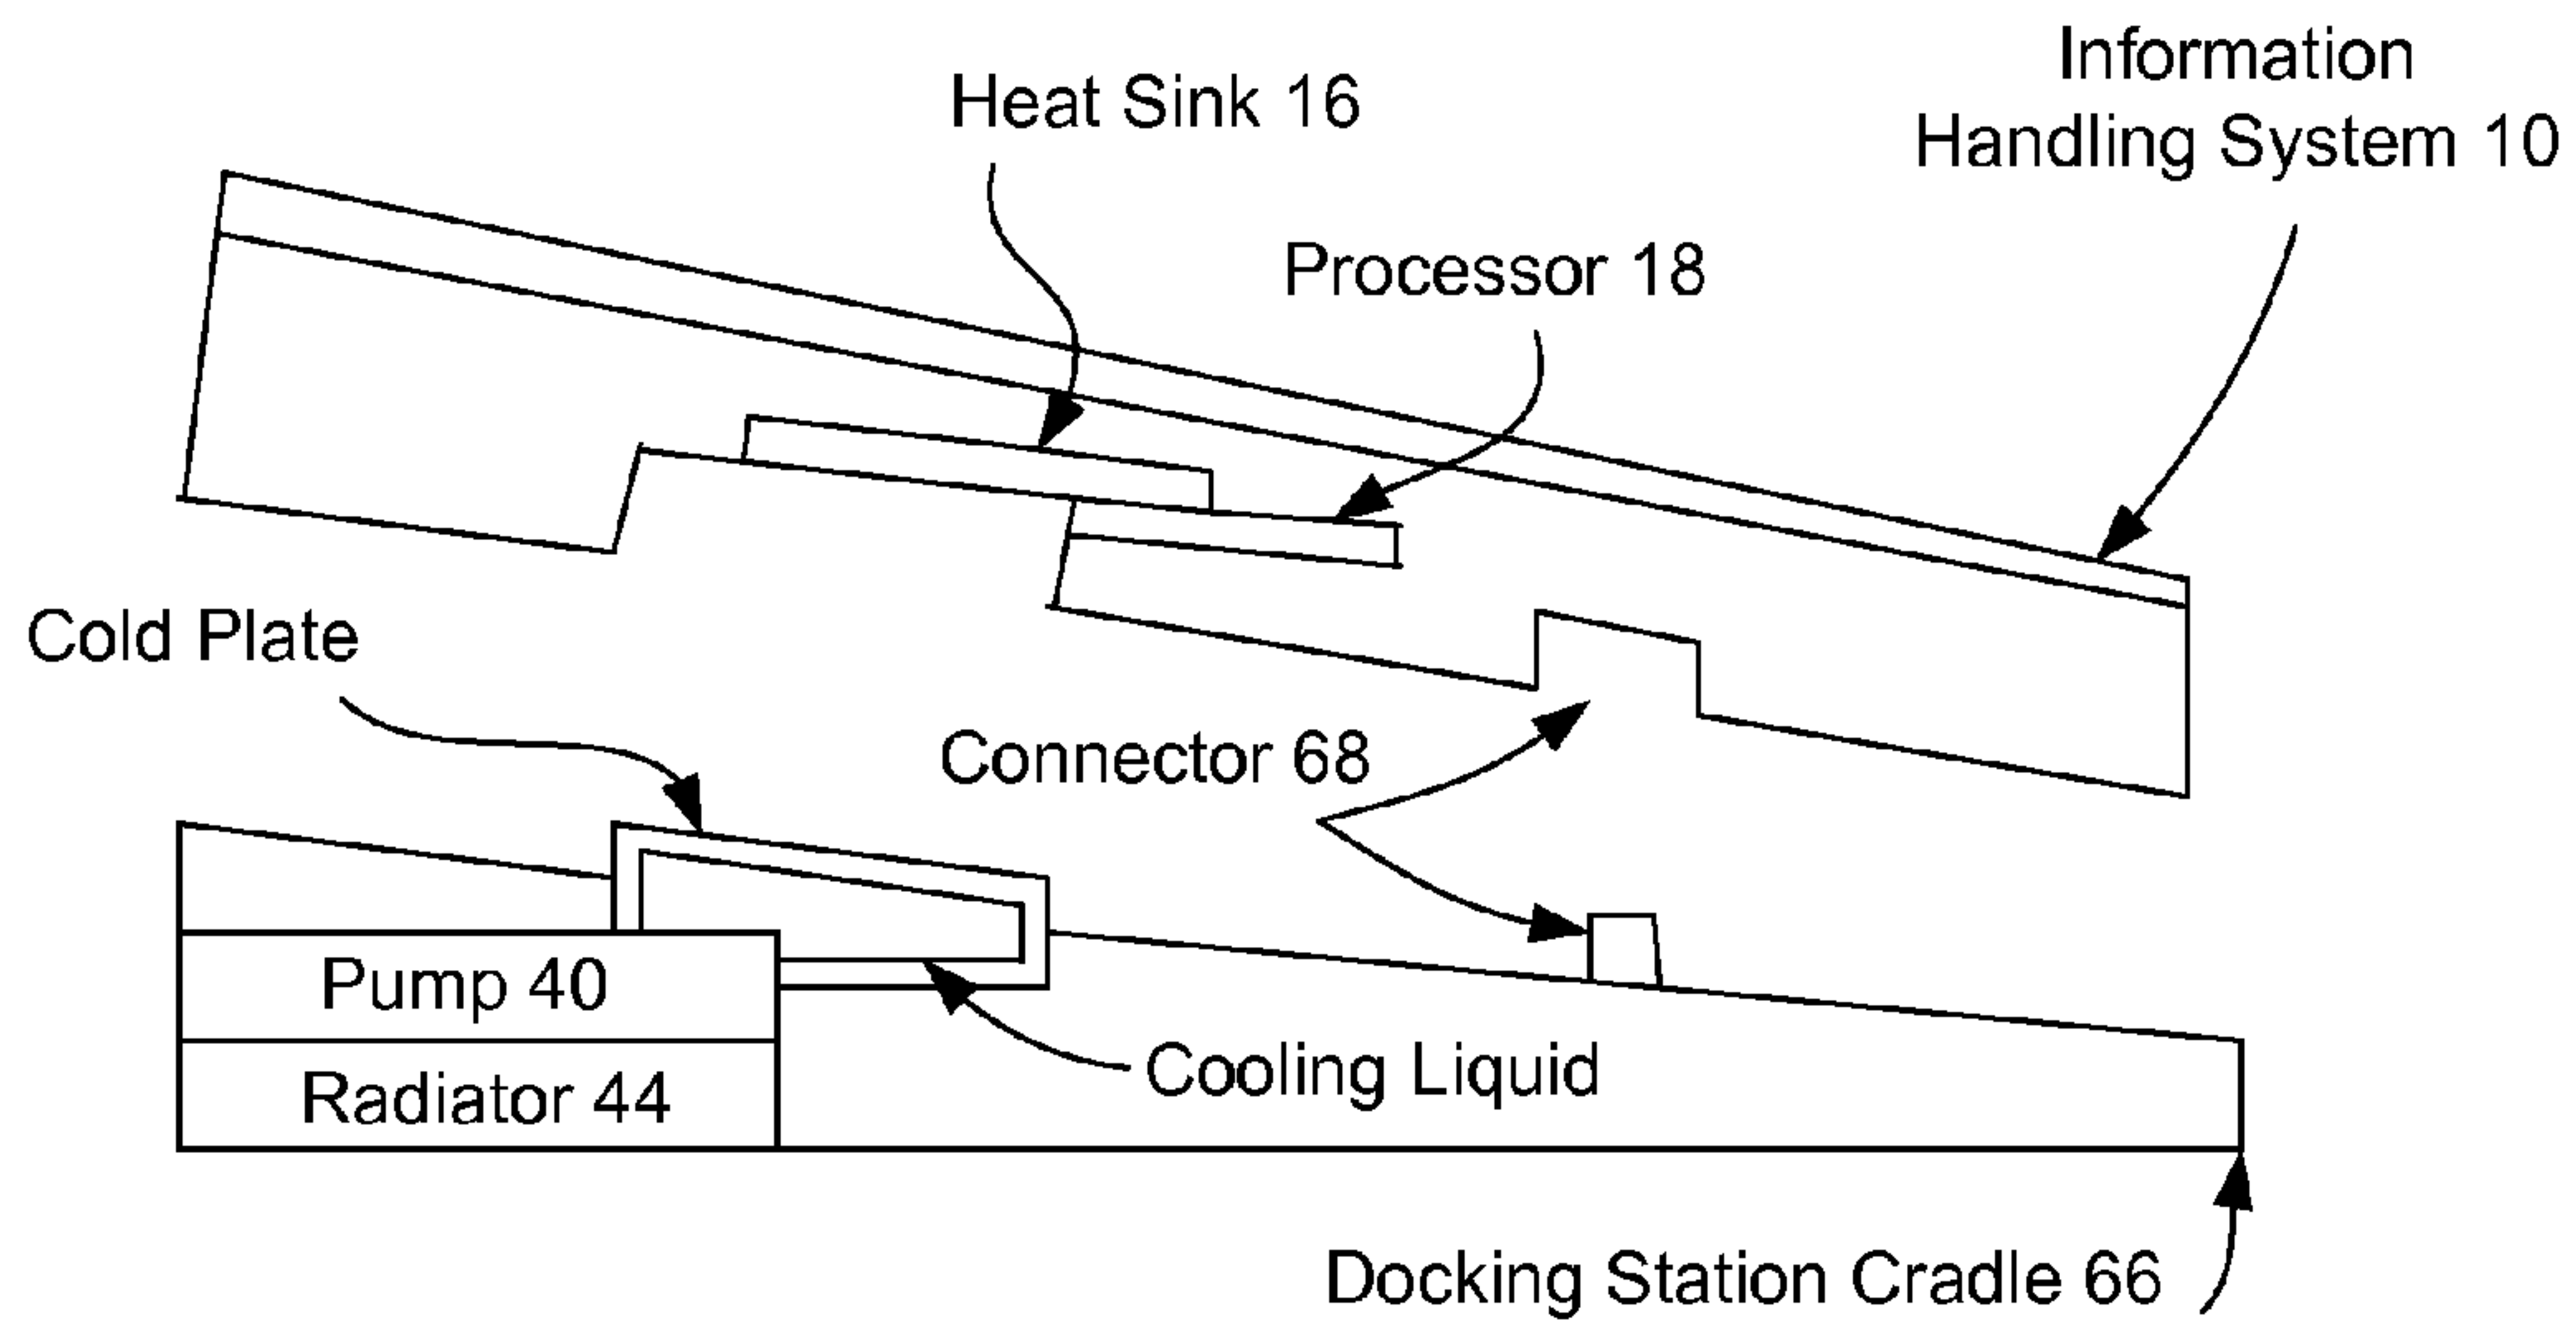 Information
Handling System 10
Heat Sink 16
Processor 18
Cold Plate
Connector 68
Pump 40
Cooling Liquid
Radiator 44
Docking Station Cradle 66